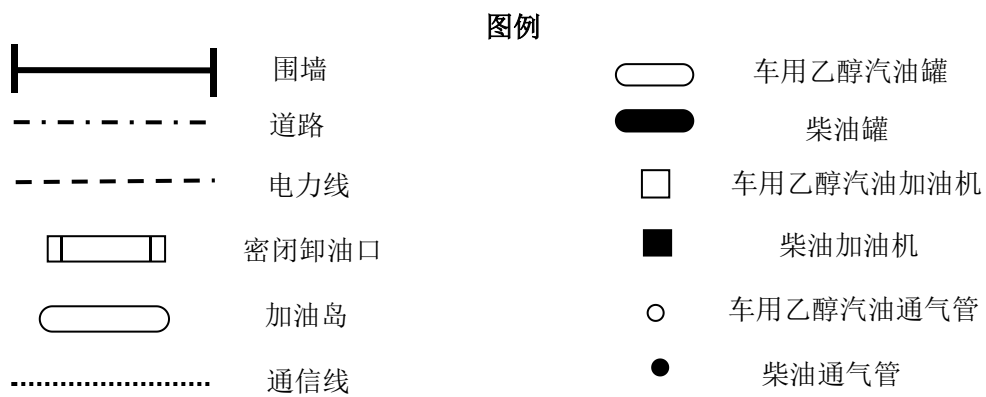 图例
围墙
车用乙醇汽油罐
道路
柴油罐
电力线
车用乙醇汽油加油机
密闭卸油口
柴油加油机
加油岛
车用乙醇汽油通气管
通信线
柴油通气管